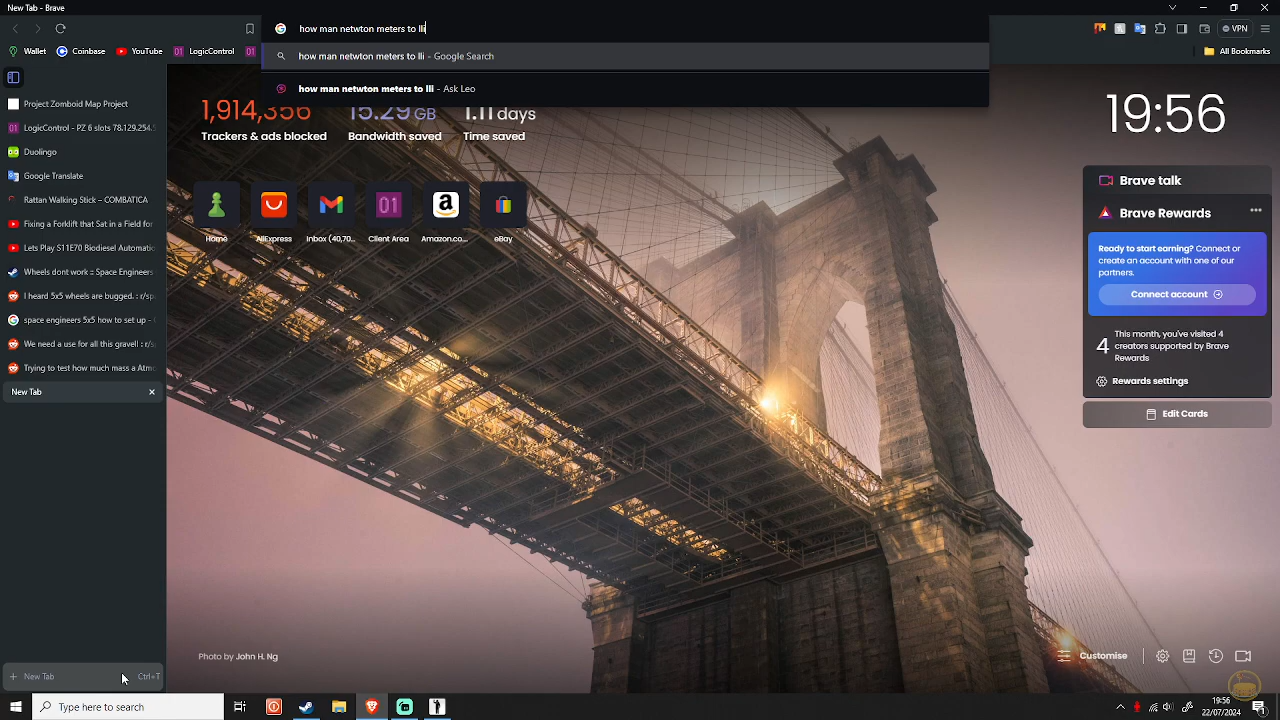 New Tab - Brave
how man netwton meters to lli
VPN
Wallet
Coinbase
YouTube
LogicControl
All Bookmarks
how man netwton meters to lli - Google Search
how man netwton meters to lli - Ask Leo
Project Zomboid Map Project
LogicControl - PZ 6 slots 78.129.254.
Duolingo
Google Translate
Rattan Walking Stick – COMBATICA
Fixing a Forklift that Sat in a Field for
Lets Play S11E70 Biodiesel Automatic
Wheels dont work :: Space Engineers
I heard 5x5 wheels are bugged. : r/sp
space engineers 5x5 how to set up -
We need a use for all this gravel! : r/s
Trying to test how much mass a Atmo
New Tab
New Tab
Ctrl+T
1,914,356
15.29 GB
1.11 days
Trackers & ads blocked
Bandwidth saved
Time saved
Home
AliExpress
Inbox (40,70...
Client Area
Amazon.co...
eBay
19:56
Brave talk
Brave Rewards
Ready to start earning? Connect or
create an account with one of our
partners.
Connect account
4
This month, you've visited 4
creators supported by Brave
Rewards
Rewards settings
Edit Cards
Photo by John H. Ng
Customise
Type here to search
19:56
22/07/2024